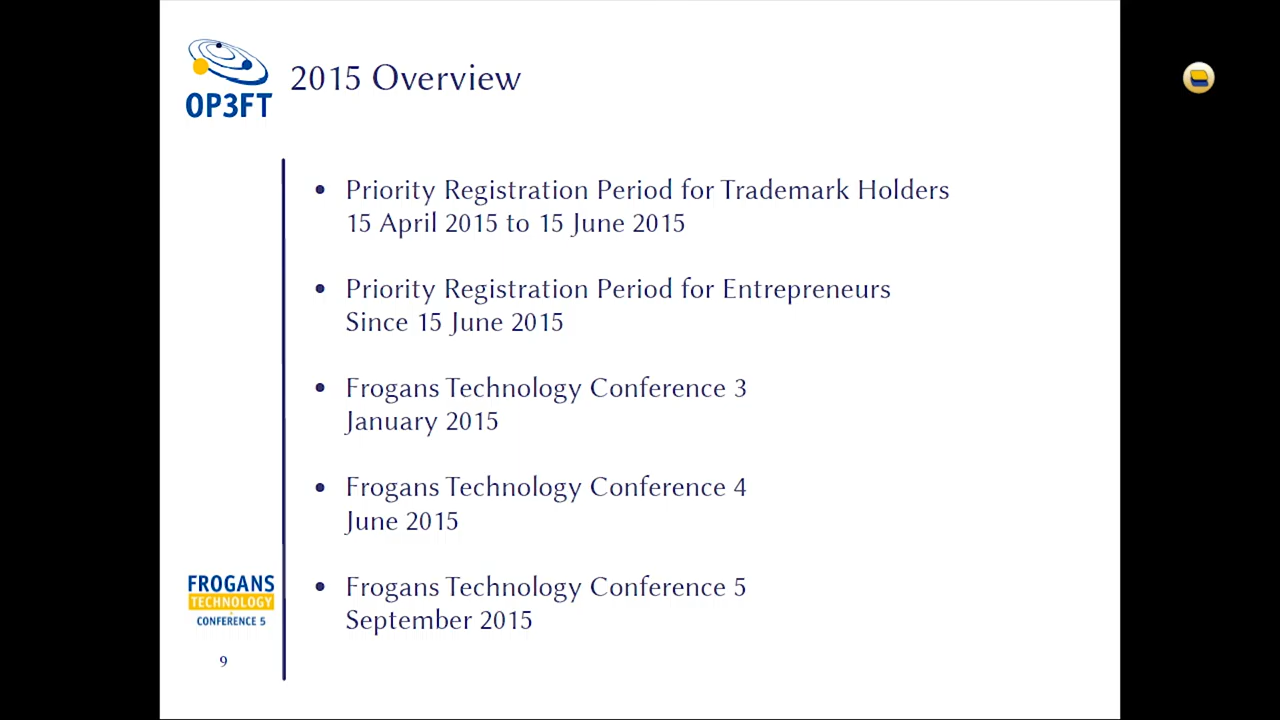 OP3FT
2015 Overview
• Priority Registration Period for Trademark Holders
15 April 2015 to 15 June 2015
• Priority Registration Period for Entrepreneurs
Since 15 June 2015
• Frogans Technology Conference 3
January 2015
• Frogans Technology Conference 4
June 2015
• Frogans Technology Conference 5
September 2015
FROGANS
TECHNOLOGY
CONFERENCE 5
9